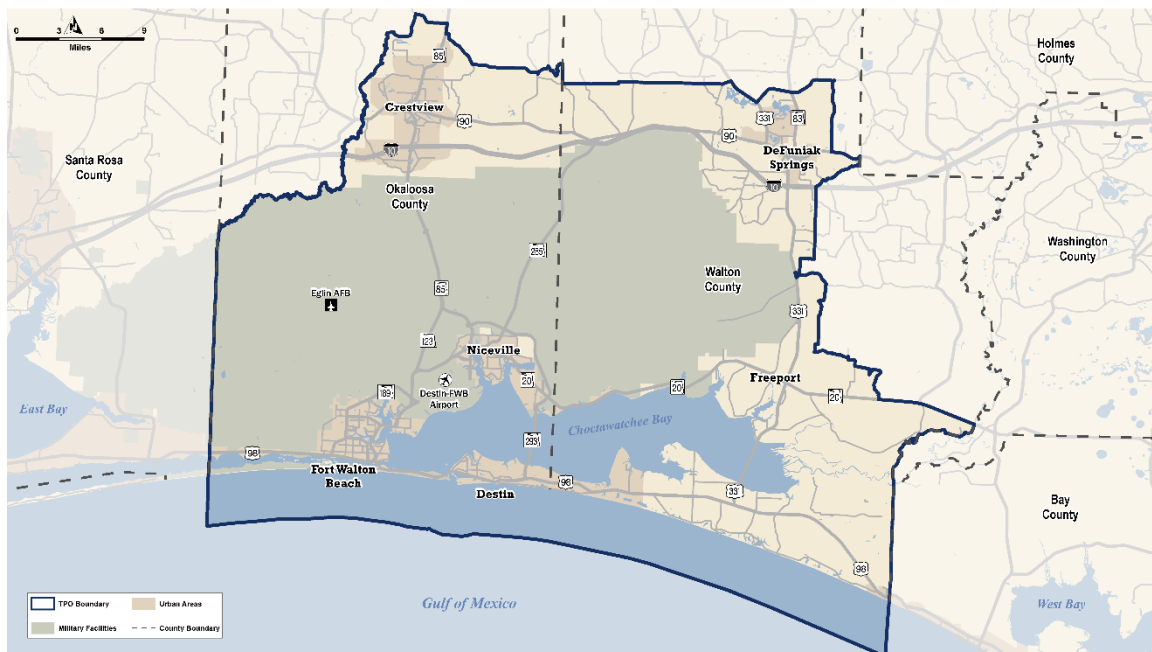 N
0 3 6 9
Miles
Holmes
County
85
Crestview
90
331
83
90
10
DeFuniak
Springs
Santa Rosa
County
Okaloosa
County
10
Washington
County
285
Walton
County
Eglin AFB
85
331
123
Niceville
Freeport
20
189
Destin-FWB
Airport
20
20
East Bay
Choctawatchee Bay
293
98
Fort Walton
Beach
Destin
98
331
Bay
County
98
Gulf of Mexico
West Bay
TPO Boundary
Urban Areas
Military Facilities
County Boundary